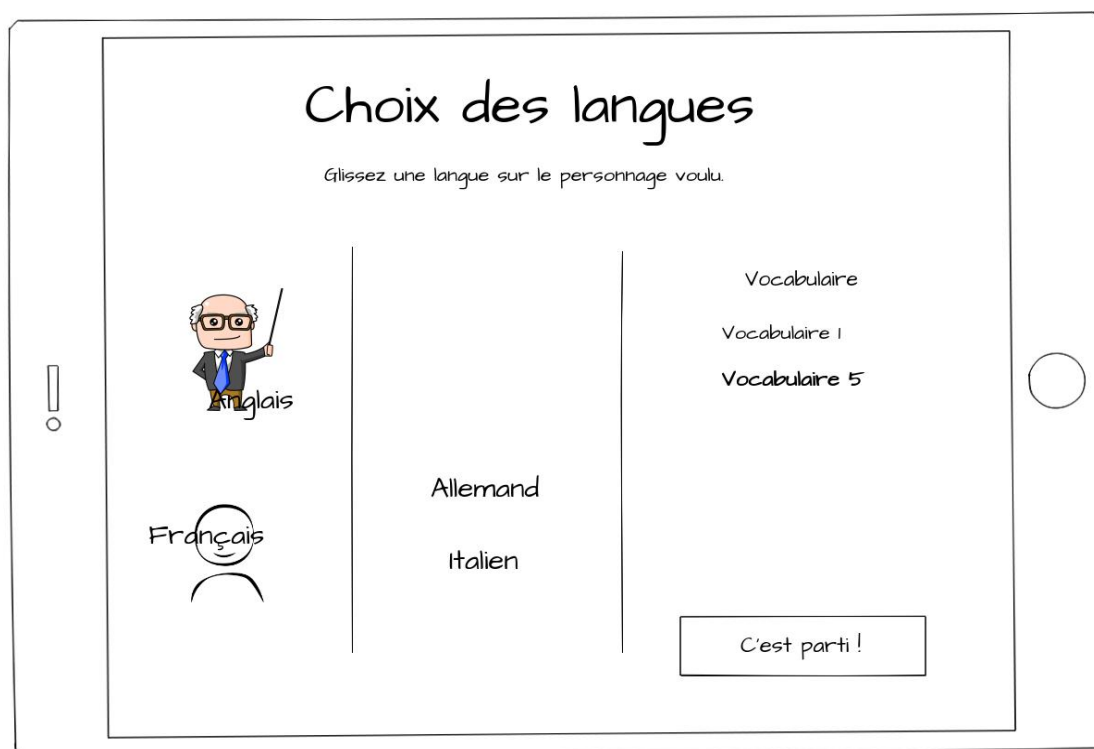 Choix des langues
Glissez une langue sur le personnage voulu.
Anglais
Français
Allemand
Italien
Vocabulaire
Vocabulaire 1
Vocabulaire 5
C'est parti !